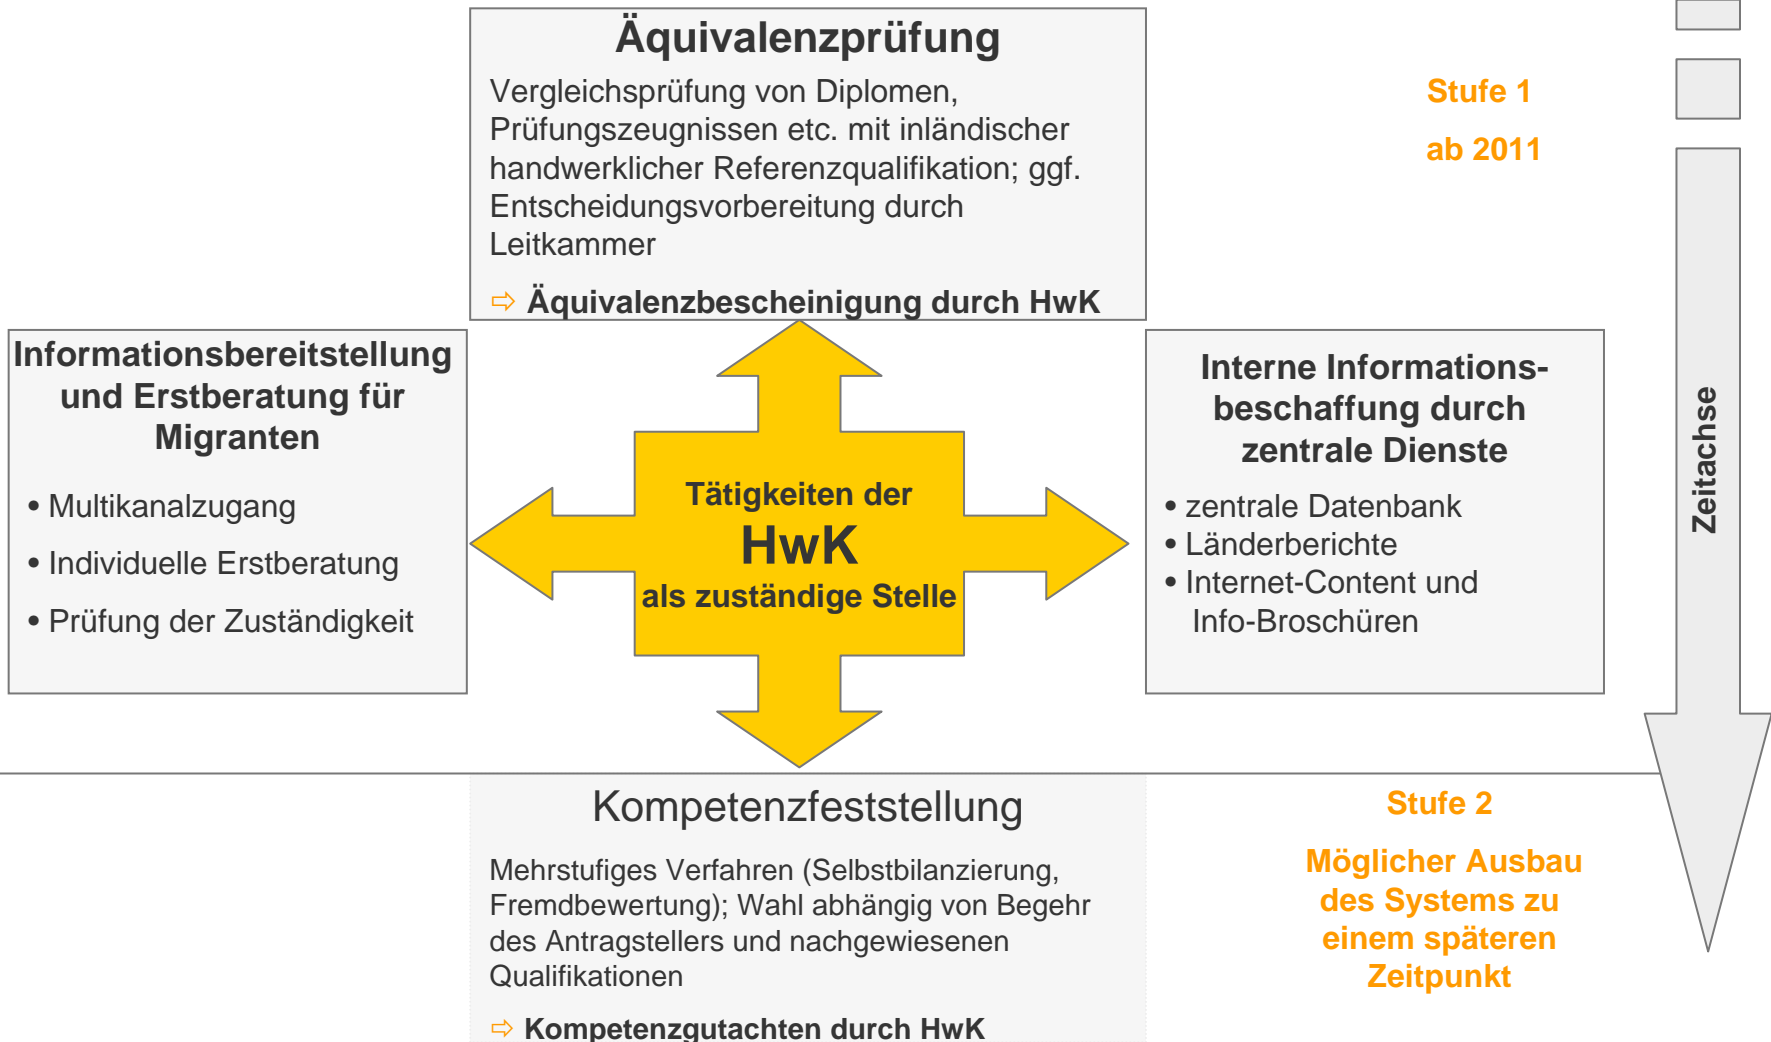 Äquivalenzprüfung
Vergleichsprüfung von Diplomen,
Prüfungszeugnissen etc. mit inländischer
handwerklicher Referenzqualifikation; ggf.
Entscheidungsvorbereitung durch
Leitkammer
⇨ Äquivalenzbescheinigung durch HwK
Stufe 1
ab 2011
Informationsbereitstellung
und Erstberatung für
Migranten
• Multikanalzugang
• Individuelle Erstberatung
• Prüfung der Zuständigkeit
Tätigkeiten der
HwK
als zuständige Stelle
Interne Informations-
beschaffung durch
zentrale Dienste
• zentrale Datenbank
• Länderberichte
• Internet-Content und
Info-Broschüren
Zeitachse
Kompetenzfeststellung
Mehrstufiges Verfahren (Selbstbilanzierung,
Fremdbewertung); Wahl abhängig von Begehr
des Antragstellers und nachgewiesenen
Qualifikationen
⇨ Kompetenzgutachten durch HwK
Stufe 2
Möglicher Ausbau
des Systems zu
einem späteren
Zeitpunkt